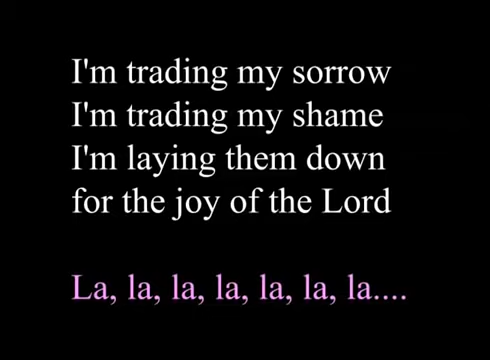 I'm trading my sorrow
I'm trading my shame
I'm laying them down
for the joy of the Lord
La, la, la, la, la, la, la....